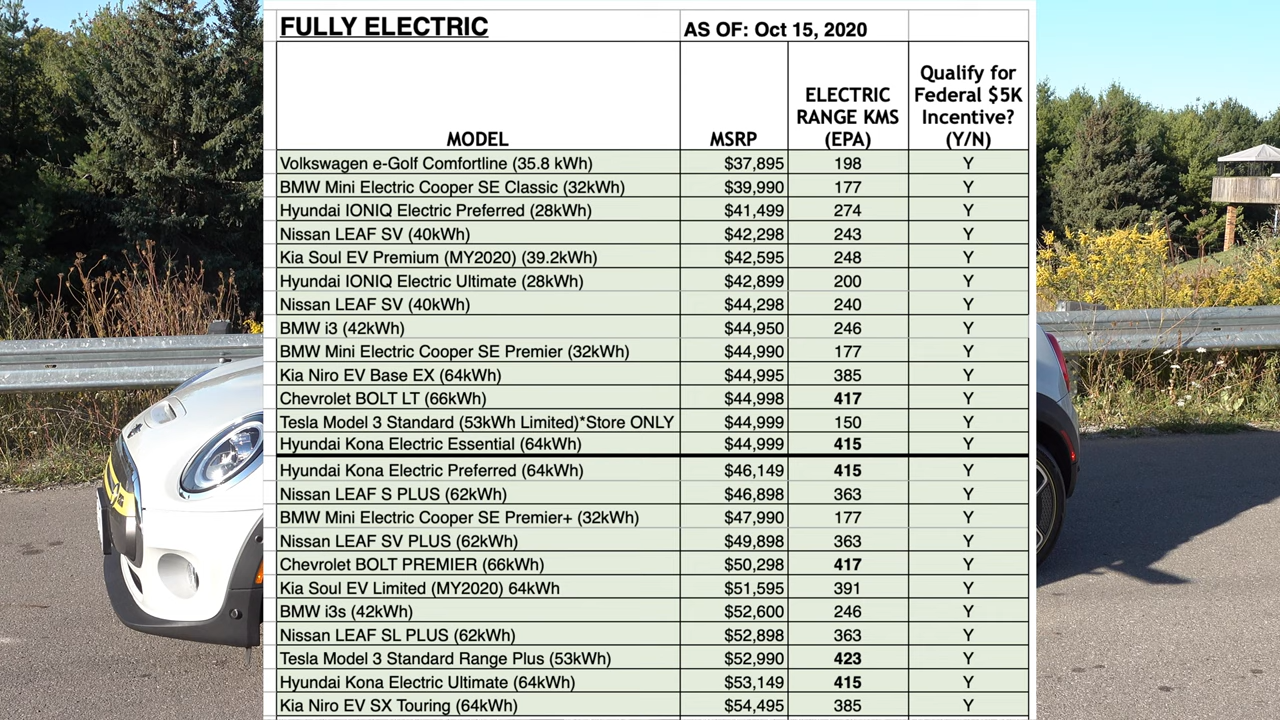 FULLY ELECTRIC AS OF: Oct 15, 2020
MODEL MSRP ELECTRIC RANGE KMS (EPA) Qualify for Federal $5K Incentive? (Y/N)
Volkswagen e-Golf Comfortline (35.8 kWh) $37,895 198 Y
BMW Mini Electric Cooper SE Classic (32kWh) $39,990 177 Y
Hyundai IONIQ Electric Preferred (28kWh) $41,499 274 Y
Nissan LEAF SV (40kWh) $42,298 243 Y
Kia Soul EV Premium (MY2020) (39.2kWh) $42,595 248 Y
Hyundai IONIQ Electric Ultimate (28kWh) $42,899 200 Y
Nissan LEAF SV (40kWh) $44,298 240 Y
BMW i3 (42kWh) $44,950 246 Y
BMW Mini Electric Cooper SE Premier (32kWh) $44,990 177 Y
Kia Niro EV Base EX (64kWh) $44,995 385 Y
Chevrolet BOLT LT (66kWh) $44,998 417 Y
Tesla Model 3 Standard (53kWh Limited)*Store ONLY $44,999 150 Y
Hyundai Kona Electric Essential (64kWh) $44,999 415 Y
Hyundai Kona Electric Preferred (64kWh) $46,149 415 Y
Nissan LEAF S PLUS (62kWh) $46,898 363 Y
BMW Mini Electric Cooper SE Premier+ (32kWh) $47,990 177 Y
Nissan LEAF SV PLUS (62kWh) $49,898 363 Y
Chevrolet BOLT PREMIER (66kWh) $50,298 417 Y
Kia Soul EV Limited (MY2020) 64kWh $51,595 391 Y
BMW i3s (42kWh) $52,600 246 Y
Nissan LEAF SL PLUS (62kWh) $52,898 363 Y
Tesla Model 3 Standard Range Plus (53kWh) $52,990 423 Y
Hyundai Kona Electric Ultimate (64kWh) $53,149 415 Y
Kia Niro EV SX Touring (64kWh) $54,495 385 Y